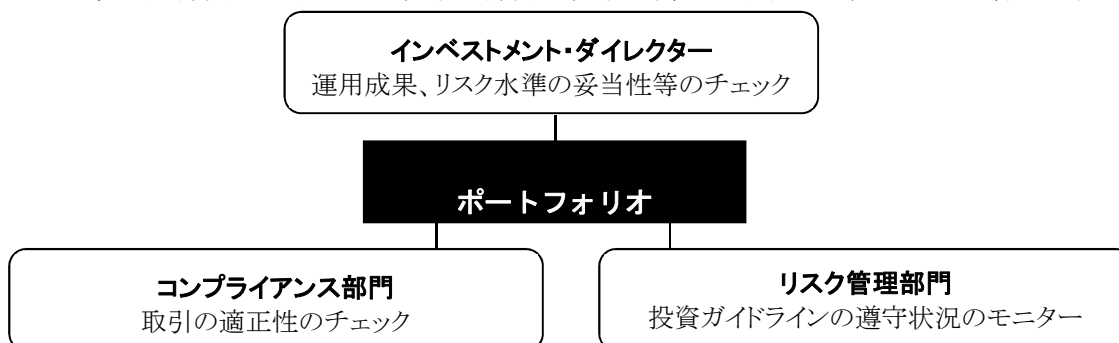 インベストメント・ダイレクター
運用成果、リスク水準の妥当性等のチェック
ポートフォリオ
コンプライアンス部門
取引の適正性のチェック
リスク管理部門
投資ガイドラインの遵守状況のモニター